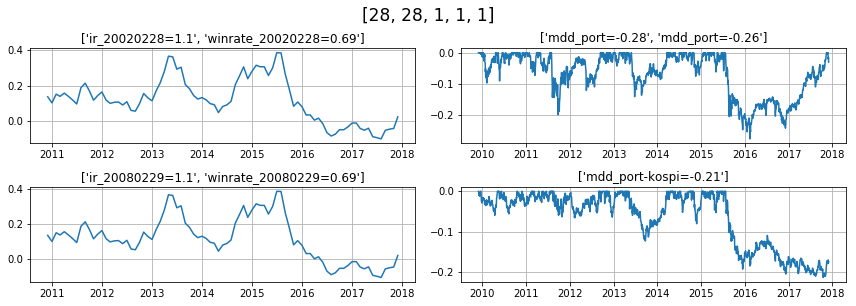 [28, 28, 1, 1, 1]
['ir_20020228=1.1', 'winrate_20020228=0.69']
0.4
0.2
0.0
2011 2012 2013 2014 2015 2016 2017 2018
['mdd_port=-0.28', 'mdd_port=-0.26']
0.0
−0.1
−0.2
2010 2011 2012 2013 2014 2015 2016 2017 2018
['ir_20080229=1.1', 'winrate_20080229=0.69']
0.4
0.2
0.0
2011 2012 2013 2014 2015 2016 2017 2018
['mdd_port-kospi=-0.21']
0.0
−0.1
−0.2
2010 2011 2012 2013 2014 2015 2016 2017 2018